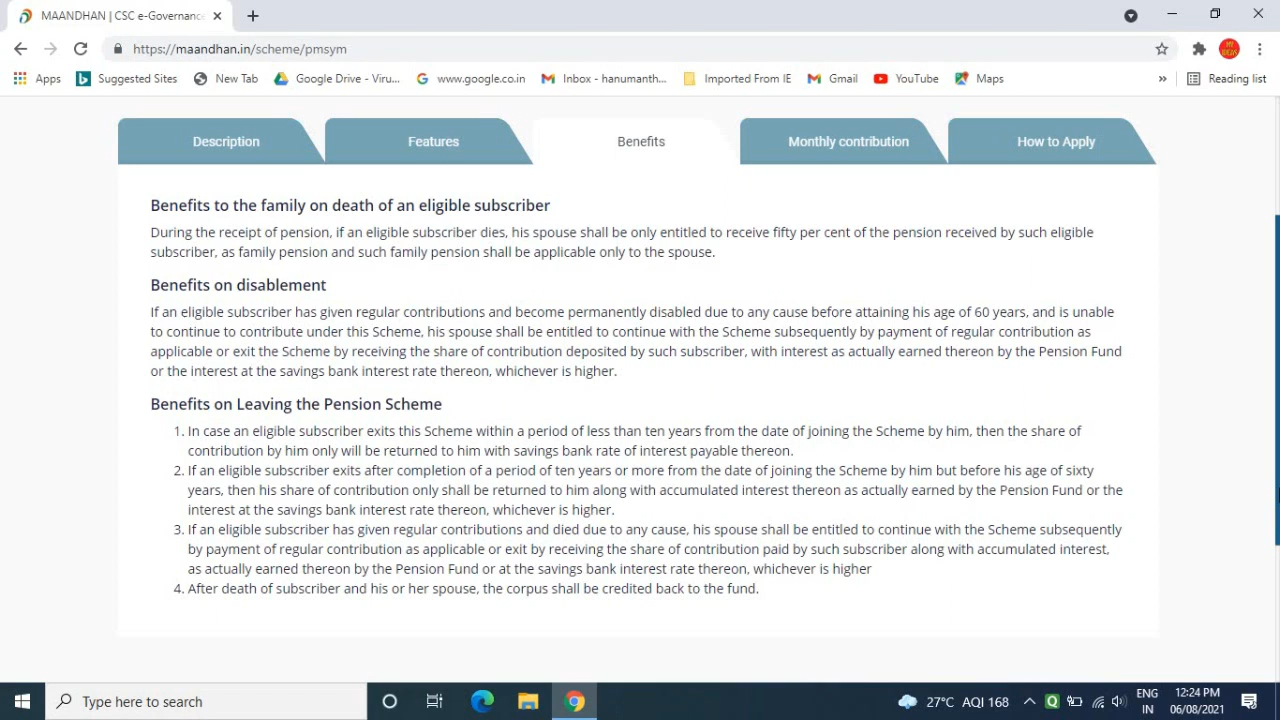 MAANDHAN | CSC e-Governance
https://maandhan.in/scheme/pmsym
Apps Suggested Sites New Tab Google Drive - Viru... www.google.co.in Inbox - hanumanth... Imported From IE Gmail YouTube Maps » Reading list
Description Features Benefits Monthly contribution How to Apply
Benefits to the family on death of an eligible subscriber
During the receipt of pension, if an eligible subscriber dies, his spouse shall be only entitled to receive fifty per cent of the pension received by such eligible
subscriber, as family pension and such family pension shall be applicable only to the spouse.
Benefits on disablement
If an eligible subscriber has given regular contributions and become permanently disabled due to any cause before attaining his age of 60 years, and is unable
to continue to contribute under this Scheme, his spouse shall be entitled to continue with the Scheme subsequently by payment of regular contribution as
applicable or exit the Scheme by receiving the share of contribution deposited by such subscriber, with interest as actually earned thereon by the Pension Fund
or the interest at the savings bank interest rate thereon, whichever is higher.
Benefits on Leaving the Pension Scheme
1. In case an eligible subscriber exits this Scheme within a period of less than ten years from the date of joining the Scheme by him, then the share of
contribution by him only will be returned to him with savings bank rate of interest payable thereon.
2. If an eligible subscriber exits after completion of a period of ten years or more from the date of joining the Scheme by him but before his age of sixty
years, then his share of contribution only shall be returned to him along with accumulated interest thereon as actually earned by the Pension Fund or the
interest at the savings bank interest rate thereon, whichever is higher.
3. If an eligible subscriber has given regular contributions and died due to any cause, his spouse shall be entitled to continue with the Scheme subsequently
by payment of regular contribution as applicable or exit by receiving the share of contribution paid by such subscriber along with accumulated interest,
as actually earned thereon by the Pension Fund or at the savings bank interest rate thereon, whichever is higher
4. After death of subscriber and his or her spouse, the corpus shall be credited back to the fund.
Type here to search 27°C AQI 168 ENG 12:24 PM
IN 06/08/2021